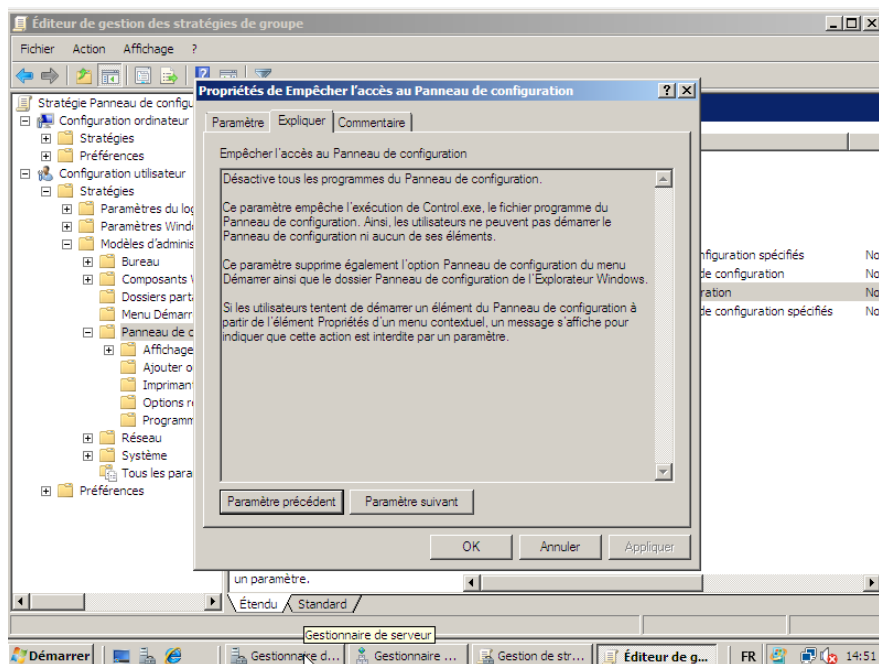 Éditeur de gestion des stratégies de groupe
Fichier Action Affichage ?
Stratégie Panneau de configu
Configuration ordinateur
Stratégies
Préférences
Configuration utilisateur
Stratégies
Paramètres du log
Paramètres Windo
Modèles d'adminis
Bureau
Composants
Dossiers parta
Menu Démarr
Panneau de c
Affichage
Ajouter o
Imprimant
Options r
Programm
Réseau
Système
Tous les para
Préférences
Propriétés de Empêcher l'accès au Panneau de configuration
Paramètre Expliquer Commentaire
Empêcher l'accès au Panneau de configuration
Désactive tous les programmes du Panneau de configuration.
Ce paramètre empêche l'exécution de Control.exe, le fichier programme du
Panneau de configuration. Ainsi, les utilisateurs ne peuvent pas démarrer le
Panneau de configuration ni aucun de ses éléments.
Ce paramètre supprime également l'option Panneau de configuration du menu
Démarrer ainsi que le dossier Panneau de configuration de l'Explorateur Windows.
Si les utilisateurs tentent de démarrer un élément du Panneau de configuration à
partir de l'élément Propriétés d'un menu contextuel, un message s'affiche pour
indiquer que cette action est interdite par un paramètre.
Paramètre précédent Paramètre suivant
OK Annuler Appliquer
nfiguration spécifiés No
de configuration No
ration No
de configuration spécifiés No
un paramètre.
Étendu Standard
Gestionnaire de serveur
Démarrer Gestionnaire d... Gestionnaire ... Gestion de str... Éditeur de g... FR 14:51